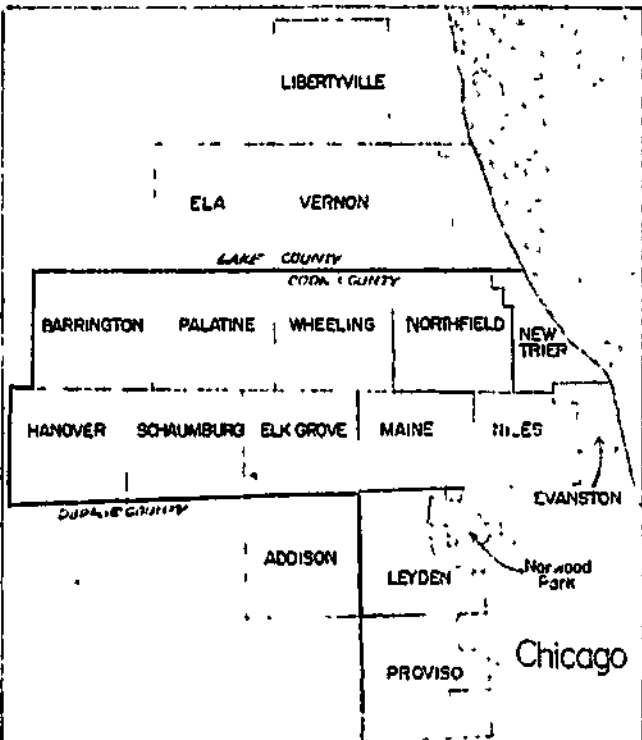 LIBERTYVILLE
ELA VERNON
LAKE COUNTY
COOK COUNTY
BARRINGTON PALATINE WHEELING NORTHFIELD NEW
TRIER
HANOVER SCHAUMBURG ELK GROVE MAINE NILES
EVANSTON
DUPAGE COUNTY
ADDISON
LEYDEN
Norwood
Park
PROVISO
Chicago